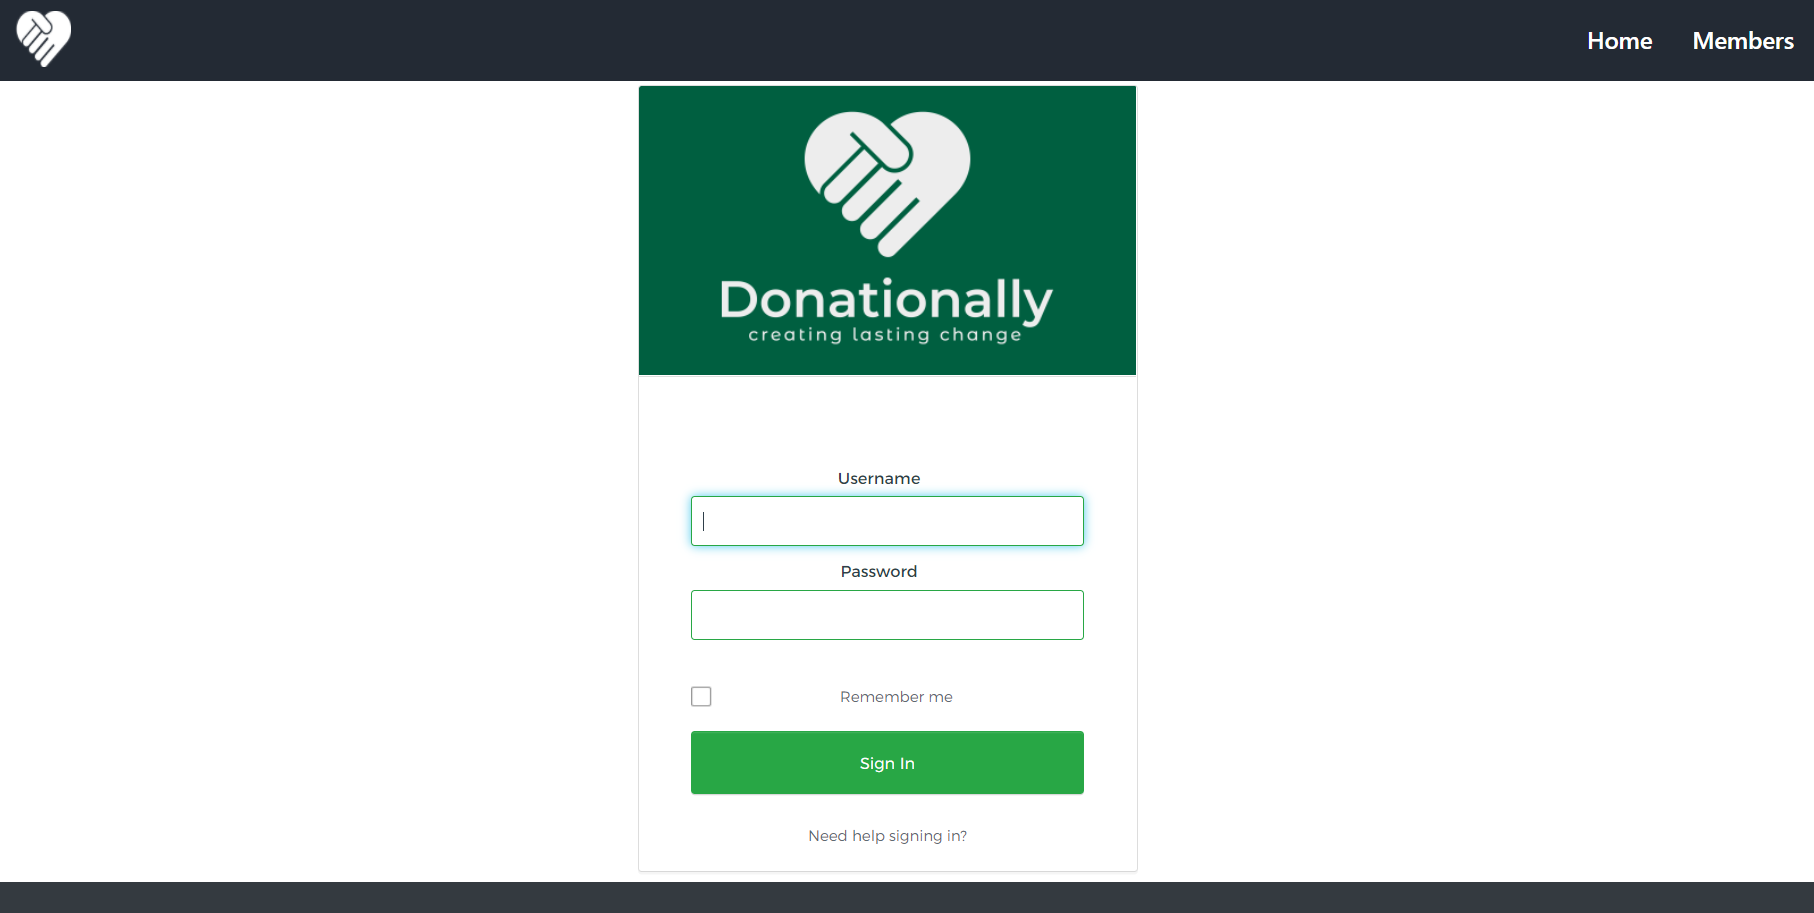 Home Members
Donationally
creating lasting change
Username
Password
Remember me
Sign In
Need help signing in?